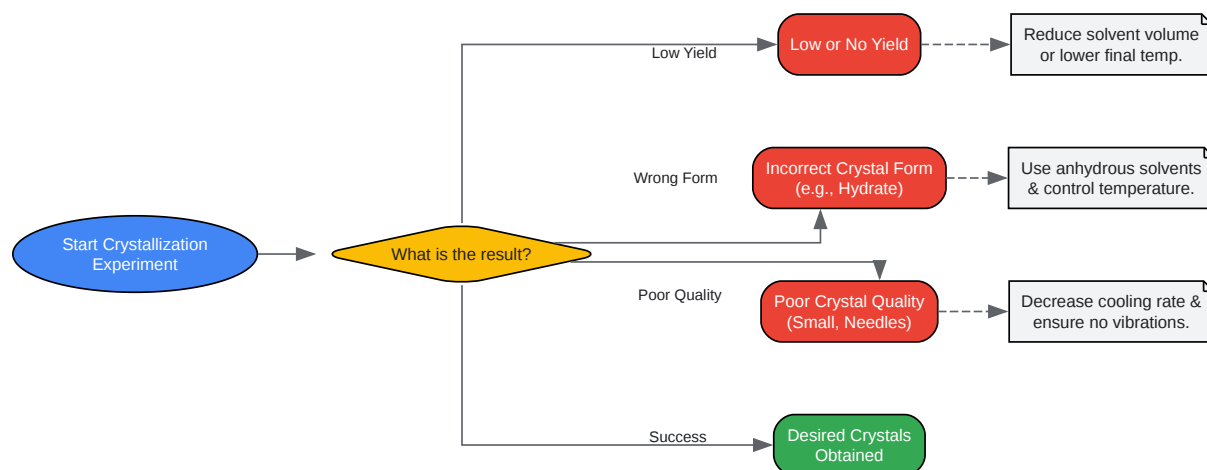 Start Crystallization
Experiment
What is the result?
Low Yield
Low or No Yield
Reduce solvent volume
or lower final temp.
Wrong Form
Incorrect Crystal Form
(e.g., Hydrate)
Use anhydrous solvents
& control temperature.
Poor Quality
Poor Crystal Quality
(Small, Needles)
Decrease cooling rate &
ensure no vibrations.
Success
Desired Crystals
Obtained